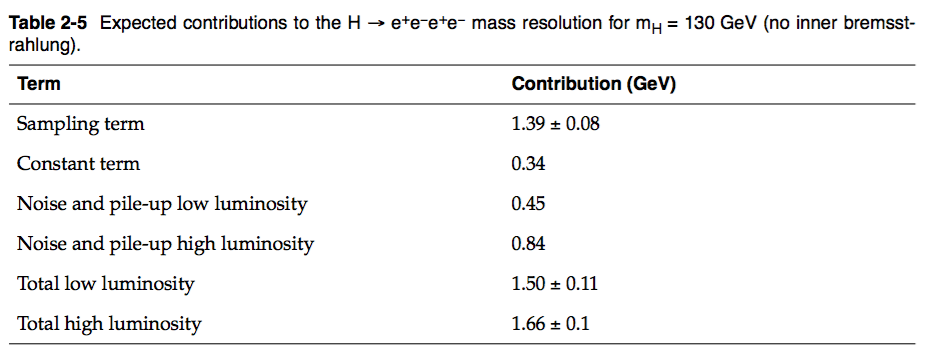 Table 2-5 Expected contributions to the H → e⁺e⁻e⁺e⁻ mass resolution for mH = 130 GeV (no inner bremsst-
rahlung).
Term Contribution (GeV)
Sampling term 1.39 ± 0.08
Constant term 0.34
Noise and pile-up low luminosity 0.45
Noise and pile-up high luminosity 0.84
Total low luminosity 1.50 ± 0.11
Total high luminosity 1.66 ± 0.1